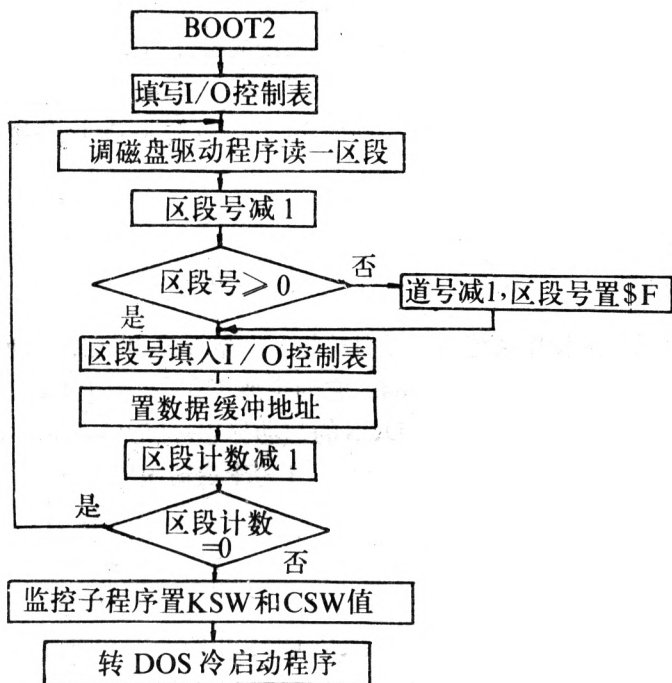 BOOT2
填写I/O控制表
调磁盘驱动程序读一区段
区段号减1
区段号≥0
否
道号减1,区段号置$F
是
区段号填入I/O控制表
置数据缓冲地址
区段计数减1
是
区段计数
=0
否
监控子程序置KSW和CSW值
转DOS冷启动程序